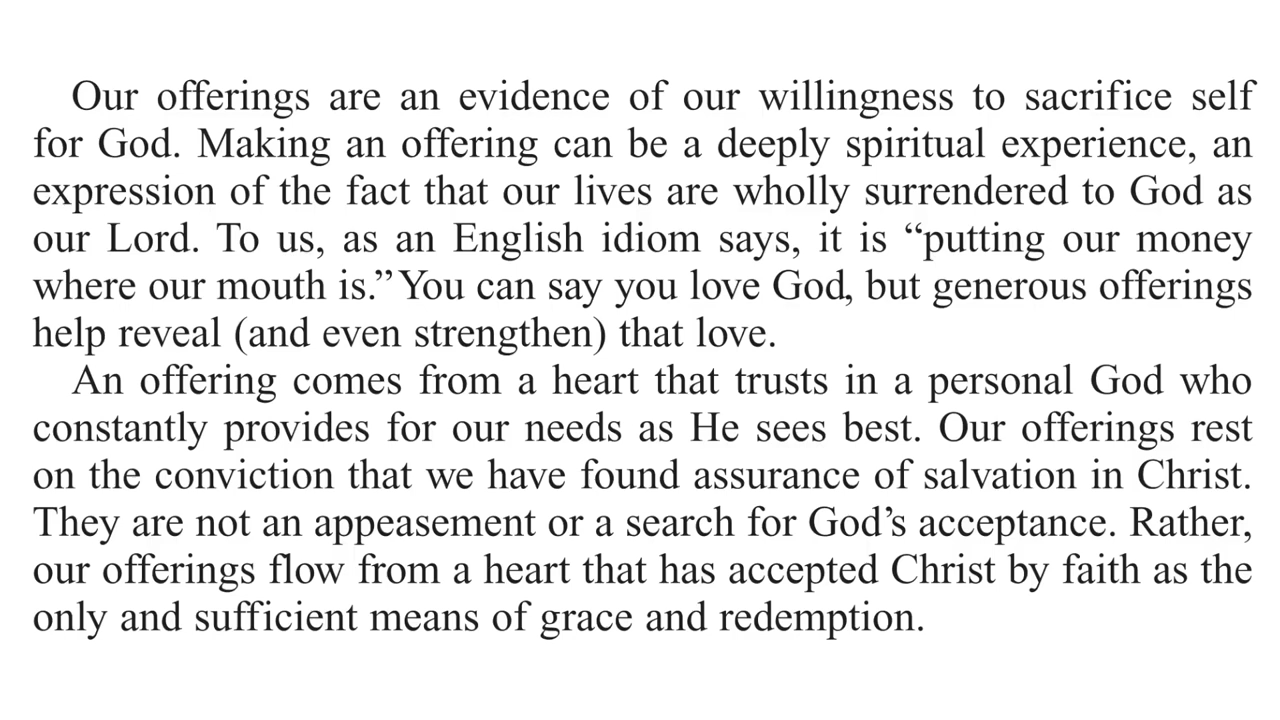 Our offerings are an evidence of our willingness to sacrifice self
for God. Making an offering can be a deeply spiritual experience, an
expression of the fact that our lives are wholly surrendered to God as
our Lord. To us, as an English idiom says, it is “putting our money
where our mouth is.” You can say you love God, but generous offerings
help reveal (and even strengthen) that love.
An offering comes from a heart that trusts in a personal God who
constantly provides for our needs as He sees best. Our offerings rest
on the conviction that we have found assurance of salvation in Christ.
They are not an appeasement or a search for God’s acceptance. Rather,
our offerings flow from a heart that has accepted Christ by faith as the
only and sufficient means of grace and redemption.